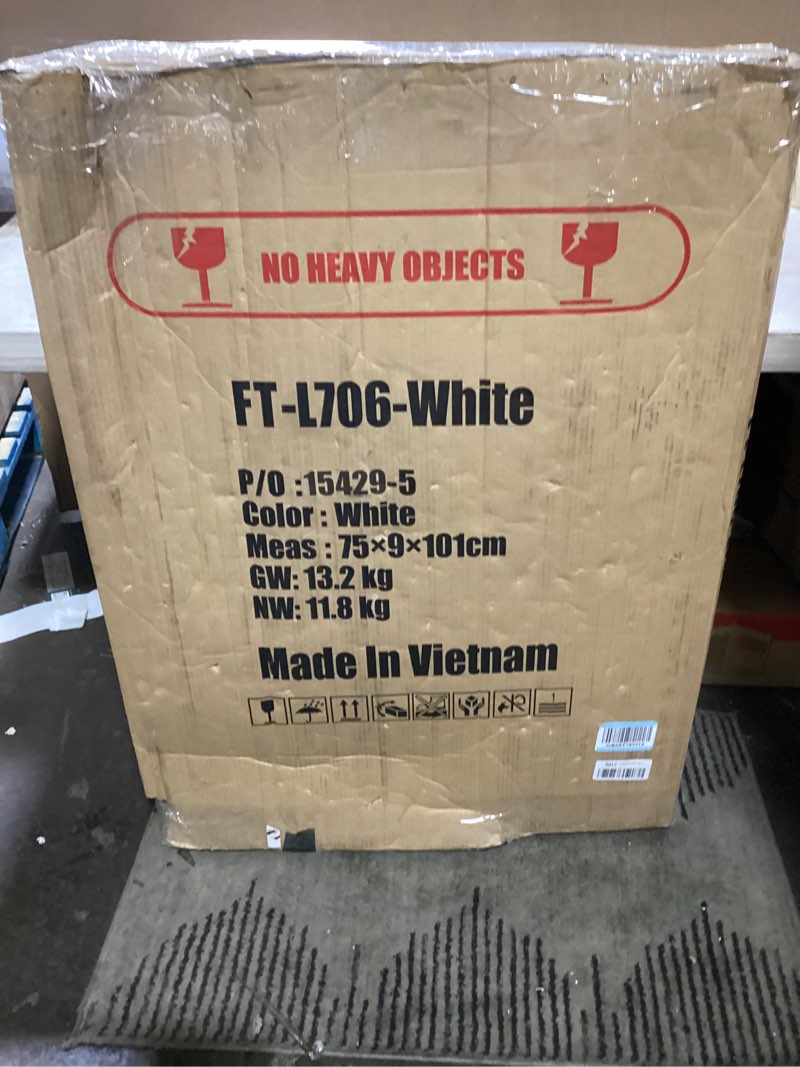 NO HEAVY OBJECTS
FT-L706-White
P/O :15429-5
Color : White
Meas : 75×9×101cm
GW: 13.2 kg
NW: 11.8 kg
Made In Vietnam
1